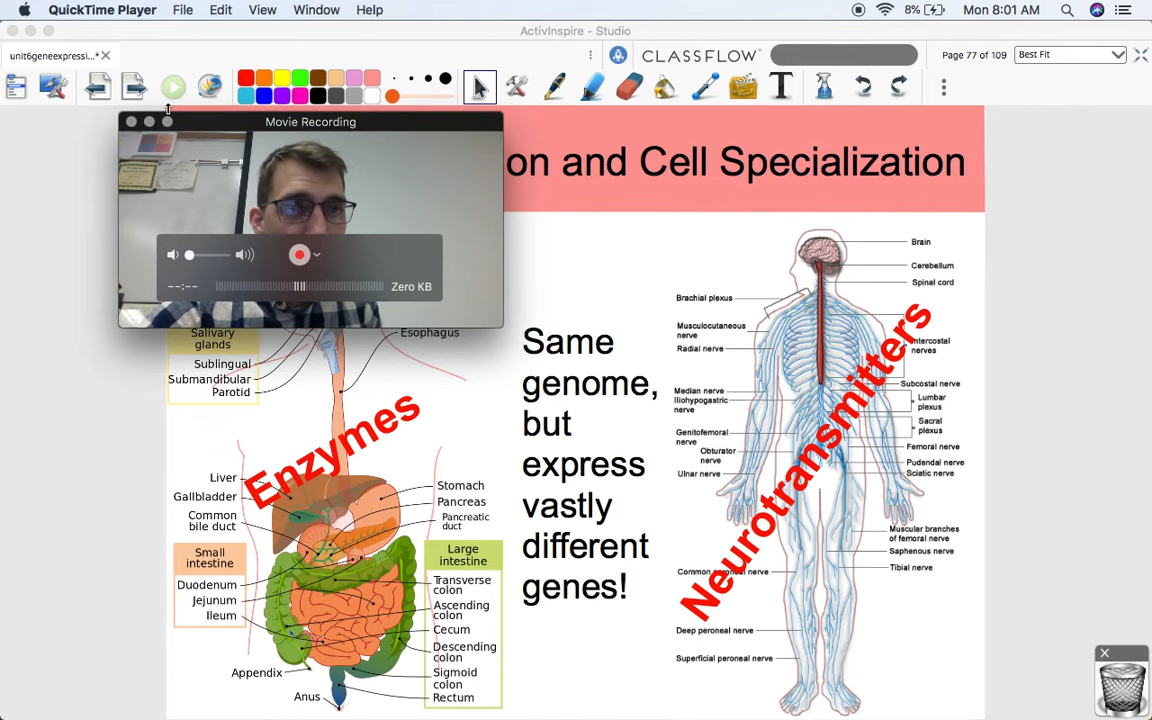 QuickTime Player File Edit View Window Help 8% Mon 8:01 AM
ActivInspire - Studio
unit6geneexpressi...* CLASSFLOW Page 77 of 109 Best Fit
Movie Recording
on and Cell Specialization
--:-- Zero KB
Salivary
glands
Sublingual
Submandibular
Parotid
Esophagus
Enzymes
Liver
Gallbladder
Common
bile duct
Stomach
Pancreas
Pancreatic
duct
Small
intestine
Duodenum
Jejunum
Ileum
Large
intestine
Transverse
colon
Ascending
colon
Cecum
Descending
colon
Sigmoid
colon
Rectum
Appendix
Anus
Same
genome,
but
express
vastly
different
genes!
Brain
Cerebellum
Spinal cord
Brachial plexus
Musculocutaneous
nerve
Radial nerve
Intercostal
nerves
Subcostal nerve
Median nerve
Iliohypogastric
nerve
Lumbar
plexus
Sacral
plexus
Genitofemoral
nerve
Obturator
nerve
Ulnar nerve
Femoral nerve
Pudendal nerve
Sciatic nerve
Neurotransmitters
Muscular branches
of femoral nerve
Saphenous nerve
Tibial nerve
Common peroneal nerve
Deep peroneal nerve
Superficial peroneal nerve